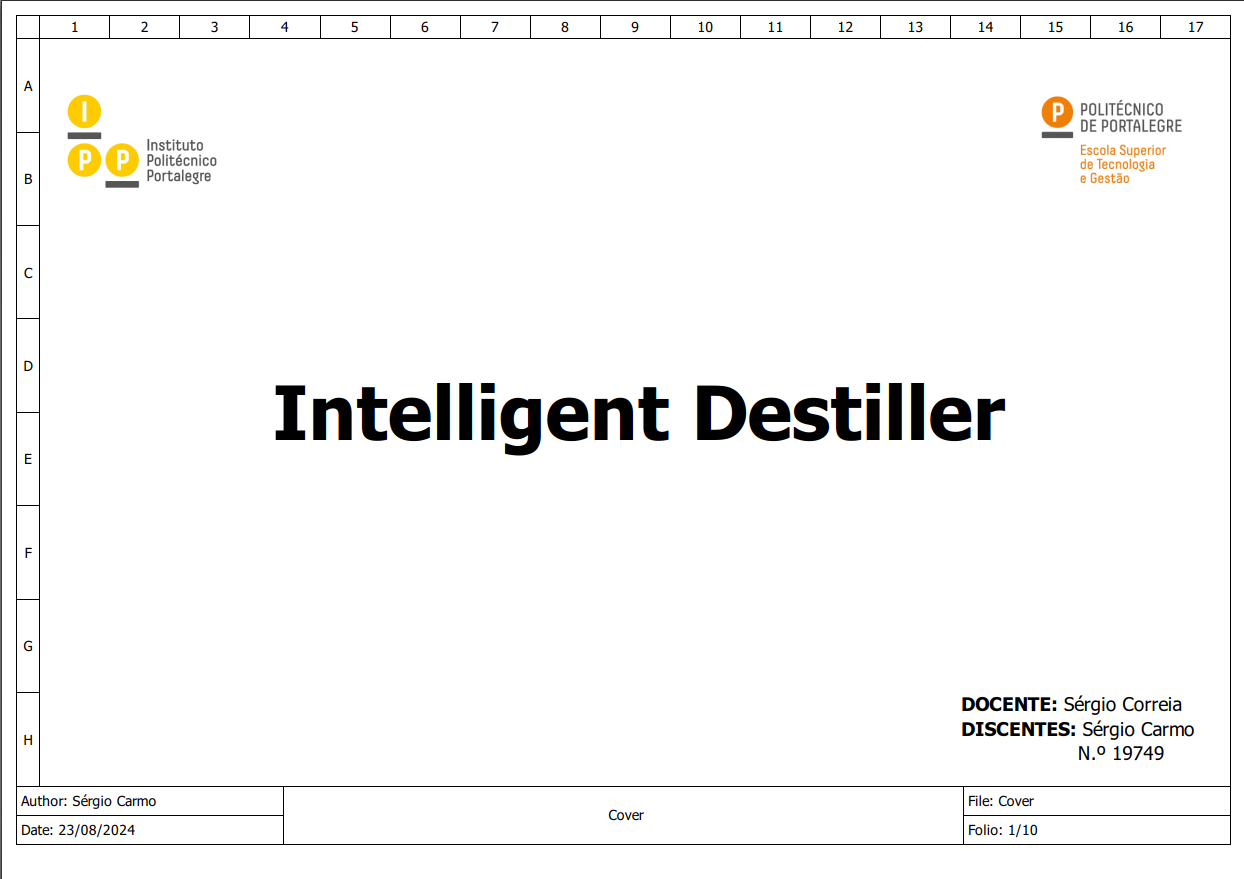 1 2 3 4 5 6 7 8 9 10 11 12 13 14 15 16 17
A
B
C
D
E
F
G
H
I
P P
Instituto
Politécnico
Portalegre
P
POLITÉCNICO
DE PORTALEGRE
Escola Superior
de Tecnologia
e Gestão
Intelligent Destiller
DOCENTE: Sérgio Correia
DISCENTES: Sérgio Carmo
N.º 19749
Author: Sérgio Carmo
Date: 23/08/2024
Cover
File: Cover
Folio: 1/10